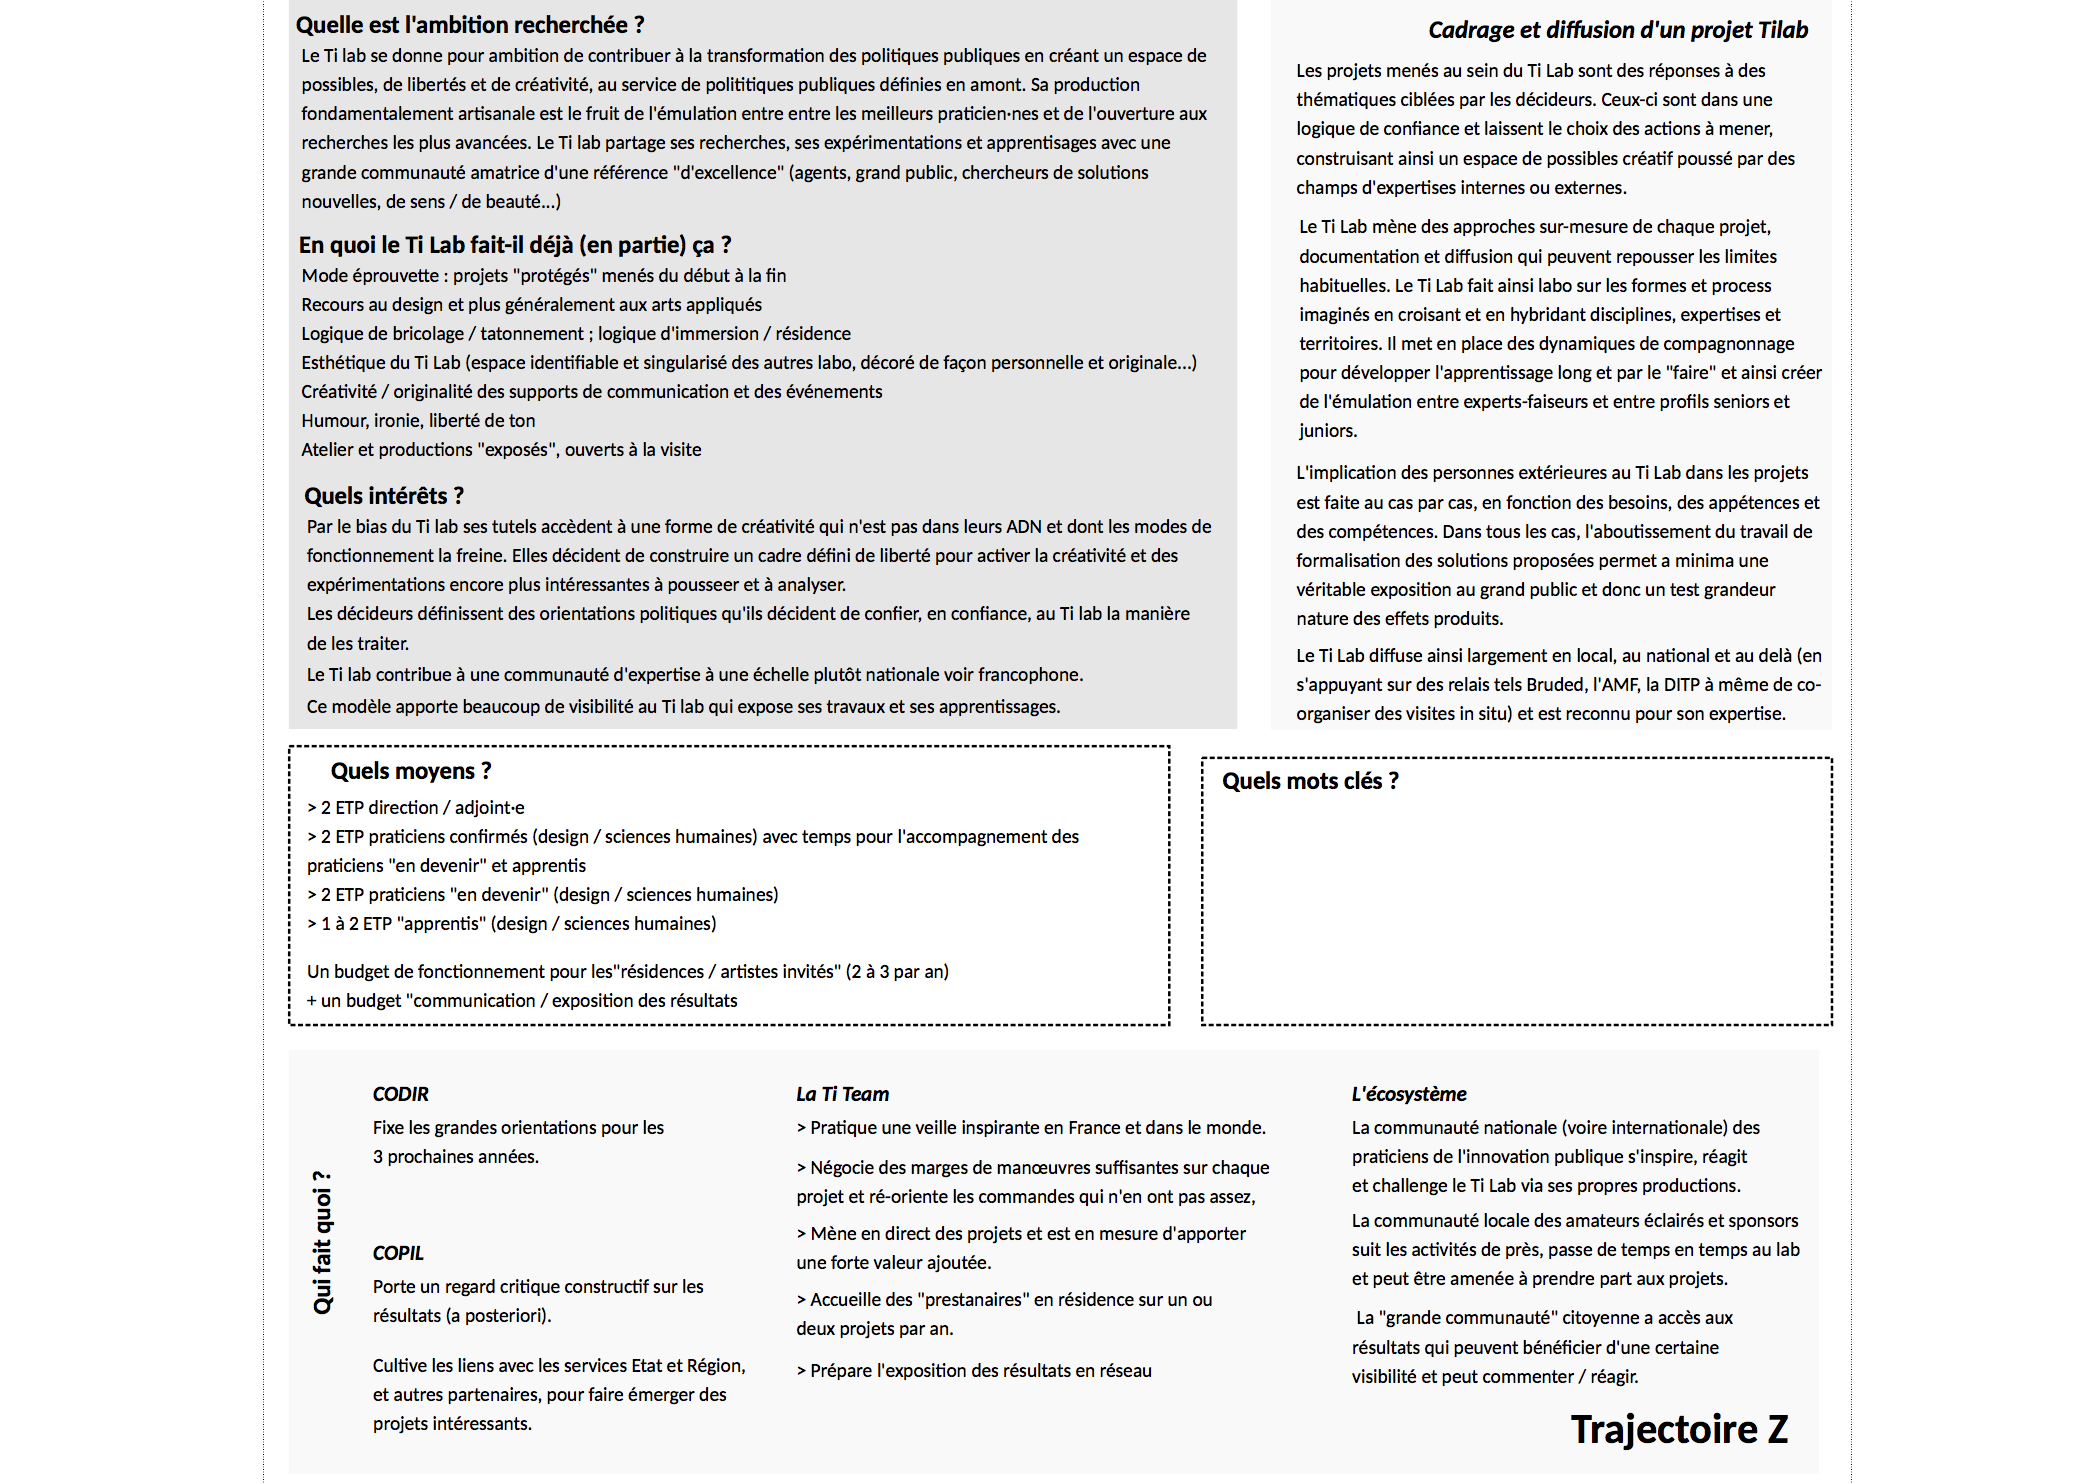 Quelle est l'ambition recherchée ?
Le Ti lab se donne pour ambition de contribuer à la transformation des politiques publiques en créant un espace de
possibles, de libertés et de créativité, au service de polititiques publiques définies en amont. Sa production
fondamentalement artisanale est le fruit de l'émulation entre entre les meilleurs praticien·nes et de l'ouverture aux
recherches les plus avancées. Le Ti lab partage ses recherches, ses expérimentations et apprentisages avec une
grande communauté amatrice d'une référence "d'excellence" (agents, grand public, chercheurs de solutions
nouvelles, de sens / de beauté...)
En quoi le Ti Lab fait-il déjà (en partie) ça ?
Mode éprouvette : projets "protégés" menés du début à la fin
Recours au design et plus généralement aux arts appliqués
Logique de bricolage / tatonnement ; logique d'immersion / résidence
Esthétique du Ti Lab (espace identifiable et singularisé des autres labo, décoré de façon personnelle et originale...)
Créativité / originalité des supports de communication et des événements
Humour, ironie, liberté de ton
Atelier et productions "exposés", ouverts à la visite
Quels intérêts ?
Par le bias du Ti lab ses tutels accèdent à une forme de créativité qui n'est pas dans leurs ADN et dont les modes de
fonctionnement la freine. Elles décident de construire un cadre défini de liberté pour activer la créativité et des
expérimentations encore plus intéressantes à pousseer et à analyser.
Les décideurs définissent des orientations politiques qu'ils décident de confier, en confiance, au Ti lab la manière
de les traiter.
Le Ti lab contribue à une communauté d'expertise à une échelle plutôt nationale voir francophone.
Ce modèle apporte beaucoup de visibilité au Ti lab qui expose ses travaux et ses apprentissages.
Cadrage et diffusion d'un projet Tilab
Les projets menés au sein du Ti Lab sont des réponses à des
thématiques ciblées par les décideurs. Ceux-ci sont dans une
logique de confiance et laissent le choix des actions à mener,
construisant ainsi un espace de possibles créatif poussé par des
champs d'expertises internes ou externes.
Le Ti Lab mène des approches sur-mesure de chaque projet,
documentation et diffusion qui peuvent repousser les limites
habituelles. Le Ti Lab fait ainsi labo sur les formes et process
imaginés en croisant et en hybridant disciplines, expertises et
territoires. Il met en place des dynamiques de compagnonnage
pour développer l'apprentissage long et par le "faire" et ainsi créer
de l'émulation entre experts-faiseurs et entre profils seniors et
juniors.
L'implication des personnes extérieures au Ti Lab dans les projets
est faite au cas par cas, en fonction des besoins, des appétences et
des compétences. Dans tous les cas, l'aboutissement du travail de
formalisation des solutions proposées permet a minima une
véritable exposition au grand public et donc un test grandeur
nature des effets produits.
Le Ti Lab diffuse ainsi largement en local, au national et au delà (en
s'appuyant sur des relais tels Bruded, l'AMF, la DITP à même de co-
organiser des visites in situ) et est reconnu pour son expertise.
Quels moyens ?
> 2 ETP direction / adjoint·e
> 2 ETP praticiens confirmés (design / sciences humaines) avec temps pour l'accompagnement des
praticiens "en devenir" et apprentis
> 2 ETP praticiens "en devenir" (design / sciences humaines)
> 1 à 2 ETP "apprentis" (design / sciences humaines)
Un budget de fonctionnement pour les"résidences / artistes invités" (2 à 3 par an)
+ un budget "communication / exposition des résultats
Quels mots clés ?
Qui fait quoi ?
CODIR
Fixe les grandes orientations pour les
3 prochaines années.
COPIL
Porte un regard critique constructif sur les
résultats (a posteriori).
Cultive les liens avec les services Etat et Région,
et autres partenaires, pour faire émerger des
projets intéressants.
La Ti Team
> Pratique une veille inspirante en France et dans le monde.
> Négocie des marges de manœuvres suffisantes sur chaque
projet et ré-oriente les commandes qui n'en ont pas assez,
> Mène en direct des projets et est en mesure d'apporter
une forte valeur ajoutée.
> Accueille des "prestanaires" en résidence sur un ou
deux projets par an.
> Prépare l'exposition des résultats en réseau
L'écosystème
La communauté nationale (voire internationale) des
praticiens de l'innovation publique s'inspire, réagit
et challenge le Ti Lab via ses propres productions.
La communauté locale des amateurs éclairés et sponsors
suit les activités de près, passe de temps en temps au lab
et peut être amenée à prendre part aux projets.
La "grande communauté" citoyenne a accès aux
résultats qui peuvent bénéficier d'une certaine
visibilité et peut commenter / réagir.
Trajectoire Z